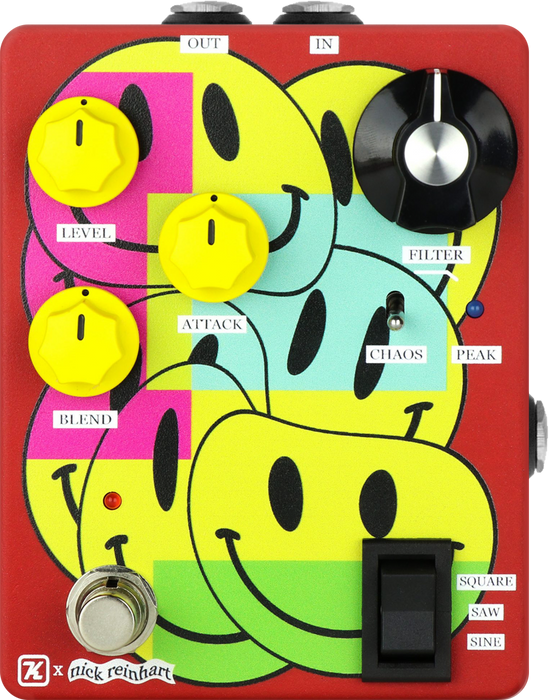 OUT
IN
LEVEL
FILTER
ATTACK
CHAOS
PEAK
BLEND
SQUARE
SAW
SINE
x nick reinhart